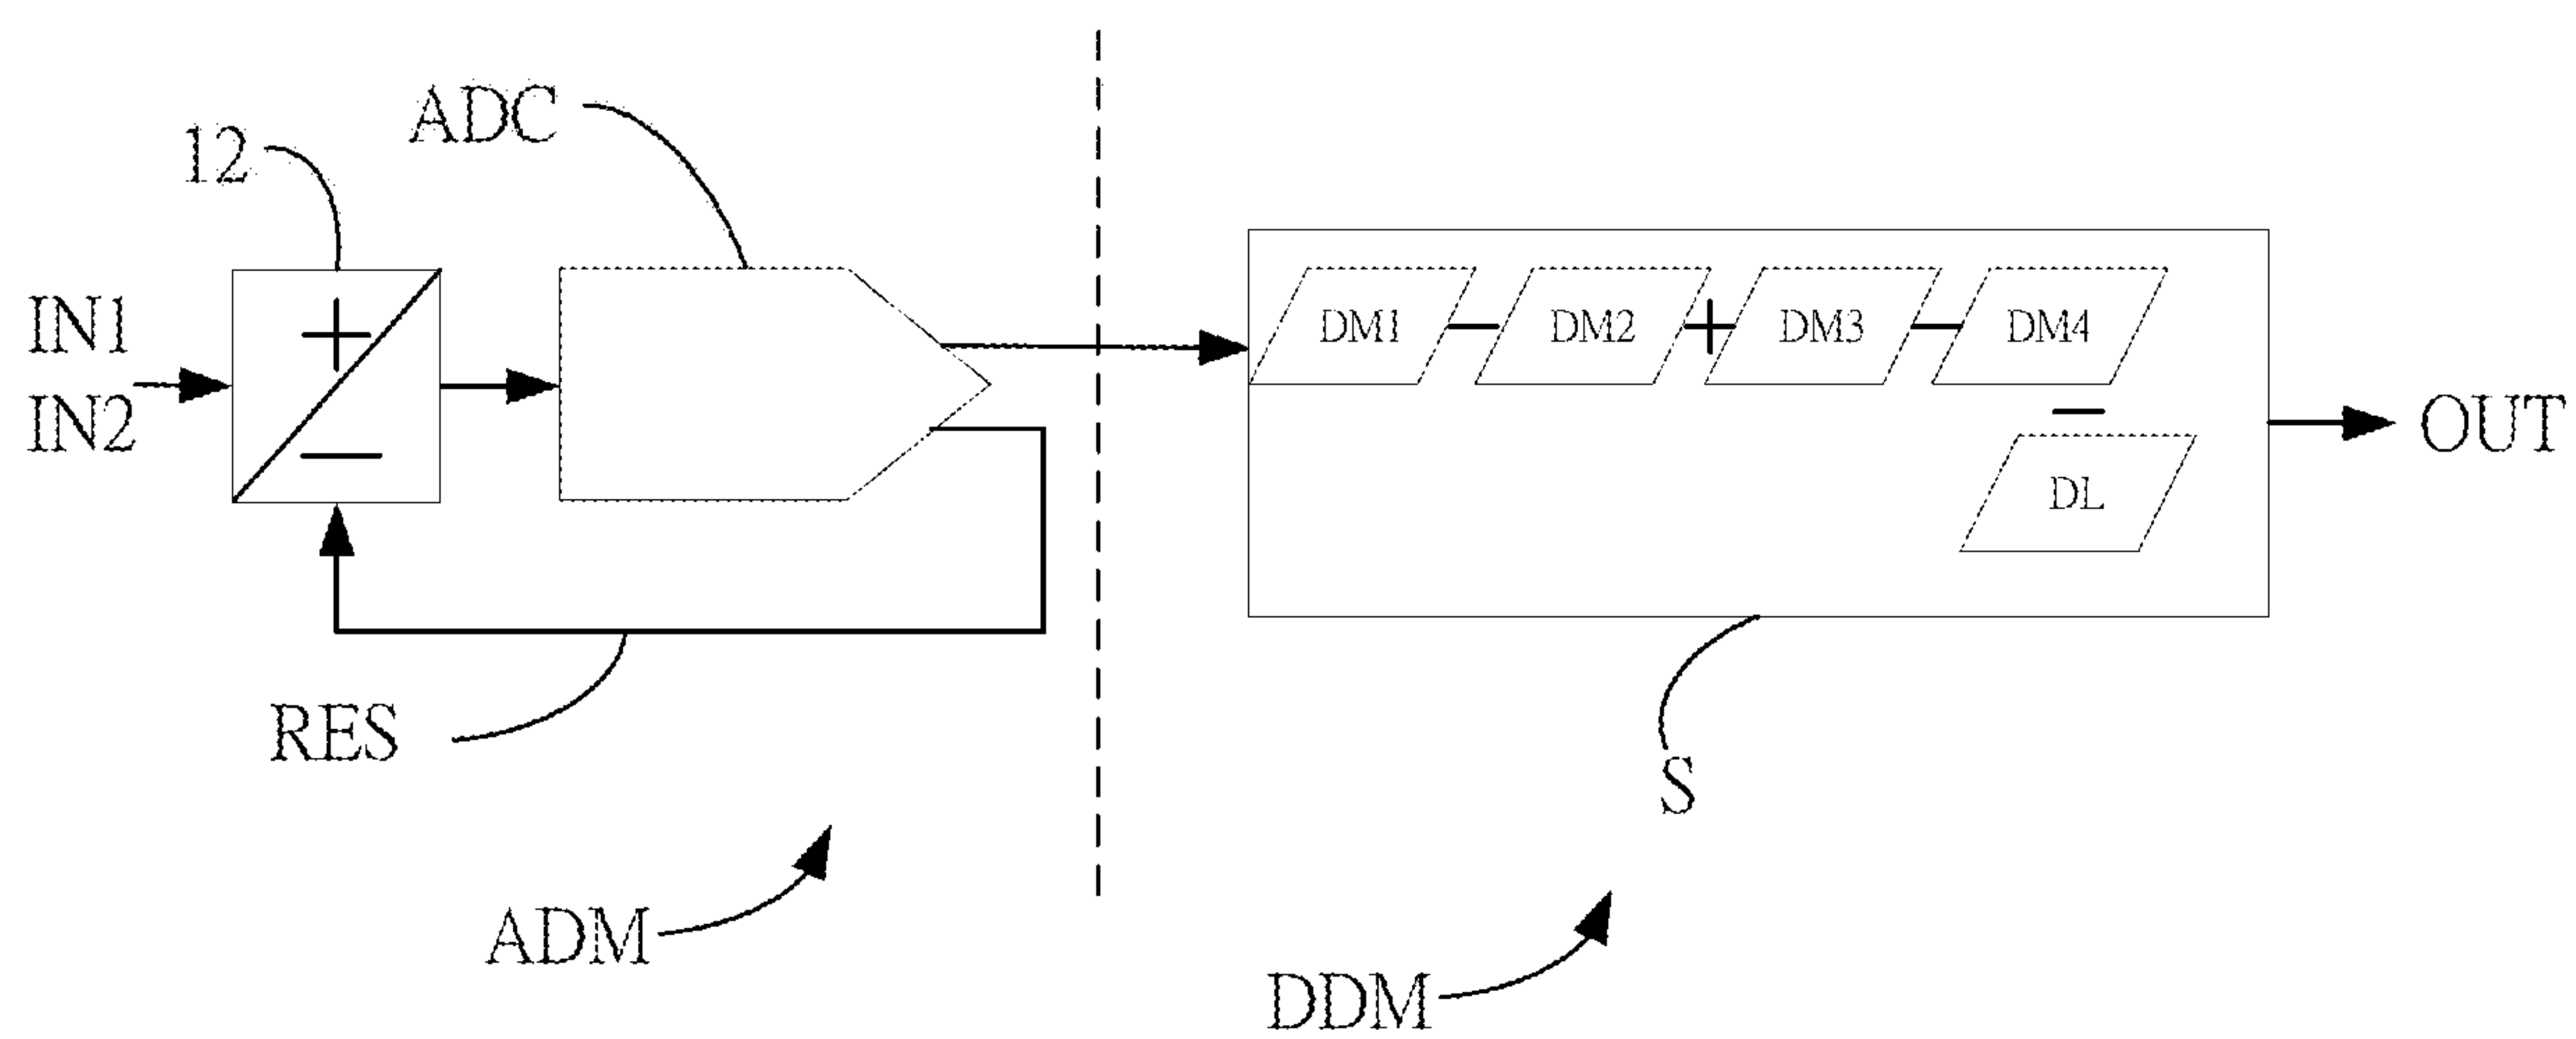 ADC
12
IN1
IN2
+
−
DM1 − DM2 + DM3 − DM4
−
DL
OUT
RES
S
ADM
DDM